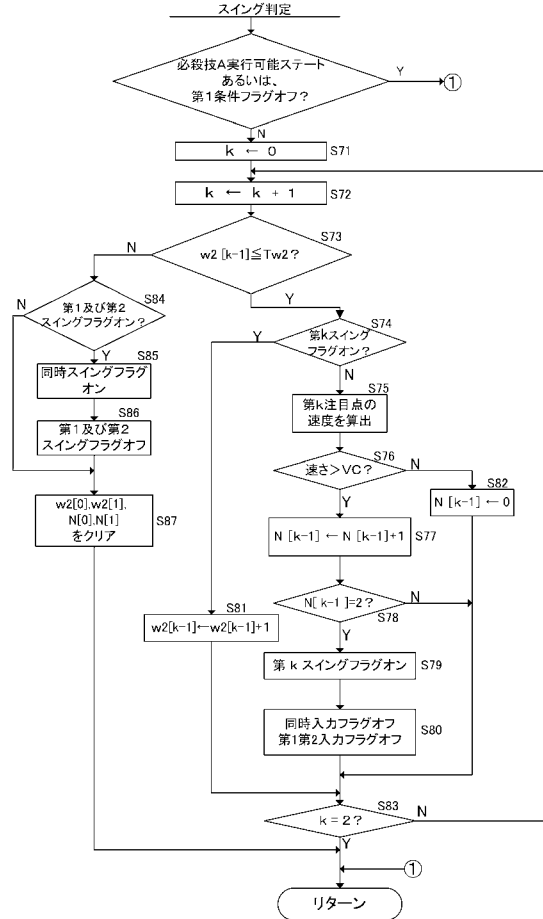 スイング判定
必殺技A実行可能ステート
あるいは、
第1条件フラグオフ?
Y
①
N
k ← 0
S71
k ← k + 1
S72
S73
w2 [k-1]≦Tw2?
N
Y
S84
N
第1及び第2
スイングフラグオン?
Y
S85
同時スイングフラグ
オン
S86
第1及び第2
スイングフラグオフ
w2[0],w2[1],
N[0],N[1]
をクリア
S87
S74
Y
第kスイング
フラグオン?
N
S75
第k注目点の
速度を算出
S76
速さ>VC?
N
Y
S82
N [k-1] ← 0
N [k-1] ← N [k-1]+1
S77
N[ k-1 ]=2?
N
S78
Y
S81
w2[k-1]←w2[k-1]+1
第 k スイングフラグオン
S79
同時入力フラグオフ
第1第2入力フラグオフ
S80
S83
k = 2?
N
Y
①
リターン